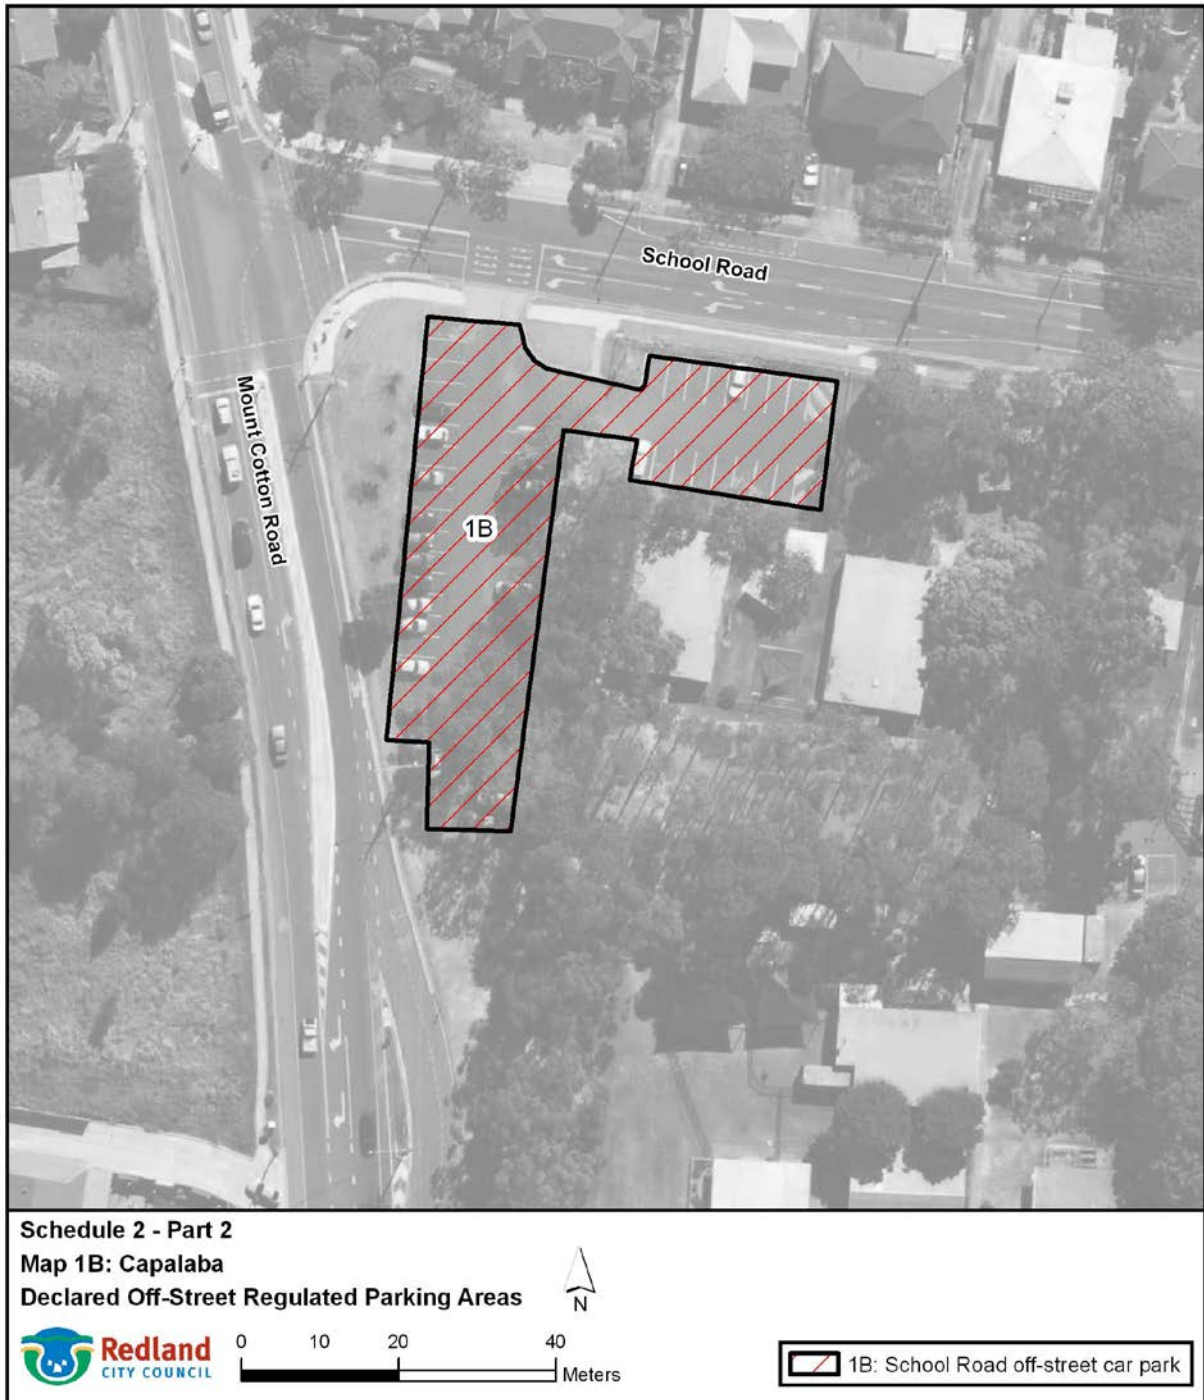 School Road
Mount Cotton Road
1B
Schedule 2 - Part 2
Map 1B: Capalaba
Declared Off-Street Regulated Parking Areas
N
Redland
CITY COUNCIL
0 10 20 40
Meters
1B: School Road off-street car park